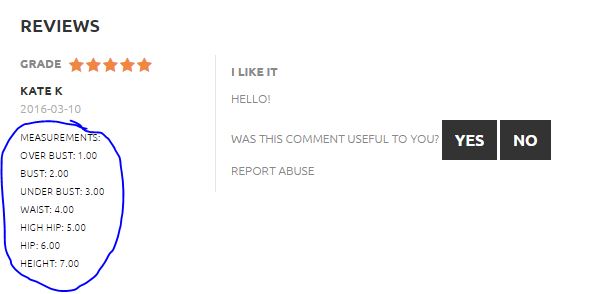 REVIEWS
GRADE
KATE K
2016-03-10
MEASUREMENTS:
OVER BUST: 1.00
BUST: 2.00
UNDER BUST: 3.00
WAIST: 4.00
HIGH HIP: 5.00
HIP: 6.00
HEIGHT: 7.00
I LIKE IT
HELLO!
WAS THIS COMMENT USEFUL TO YOU? YES NO
REPORT ABUSE